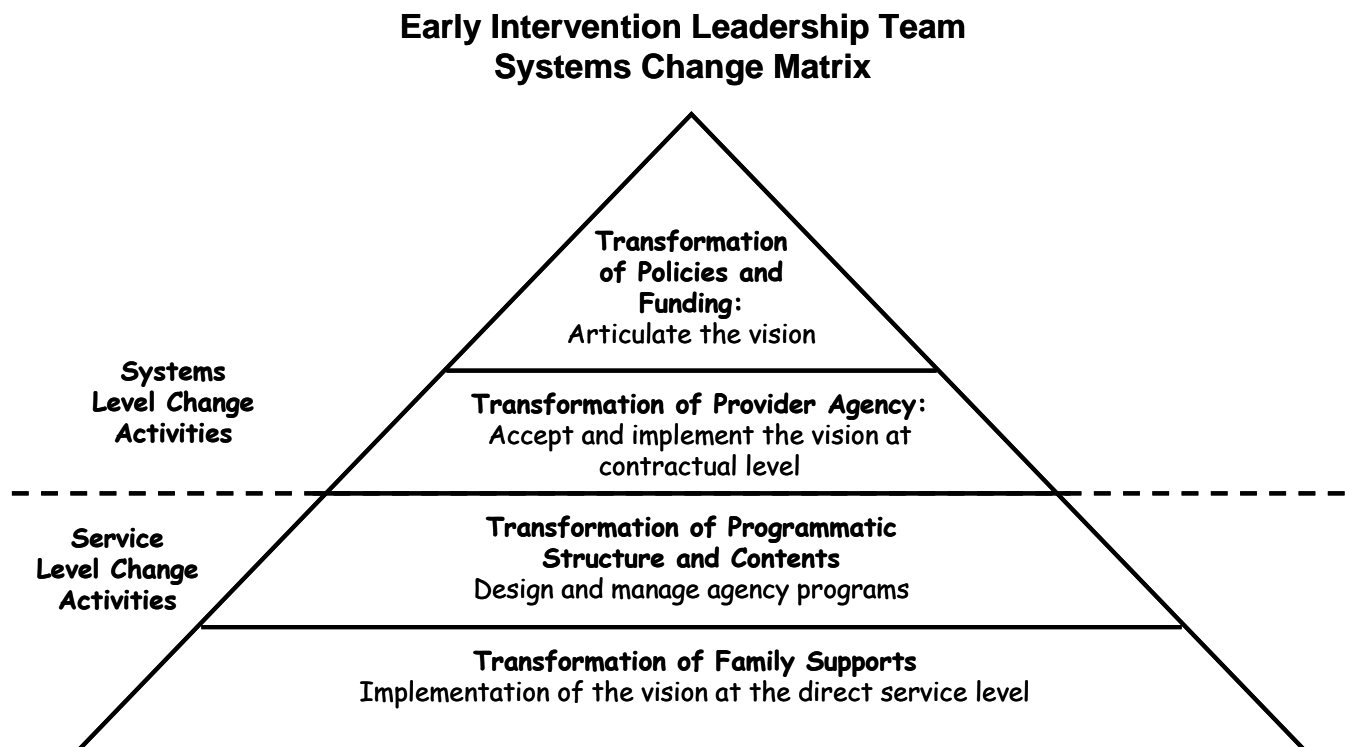 Early Intervention Leadership Team
Systems Change Matrix
Transformation
of Policies and
Funding:
Articulate the vision
Systems
Level Change
Activities
Transformation of Provider Agency:
Accept and implement the vision at
contractual level
Service
Level Change
Activities
Transformation of Programmatic
Structure and Contents
Design and manage agency programs
Transformation of Family Supports
Implementation of the vision at the direct service level